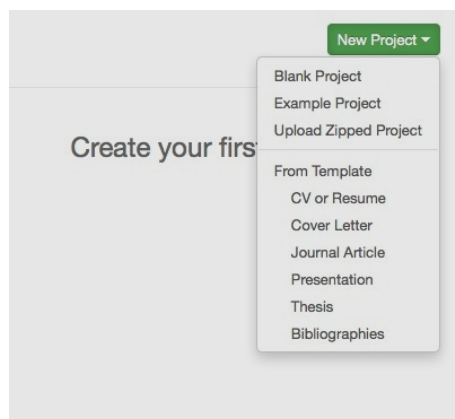 New Project
Blank Project
Example Project
Upload Zipped Project
Create your firs
From Template
CV or Resume
Cover Letter
Journal Article
Presentation
Thesis
Bibliographies